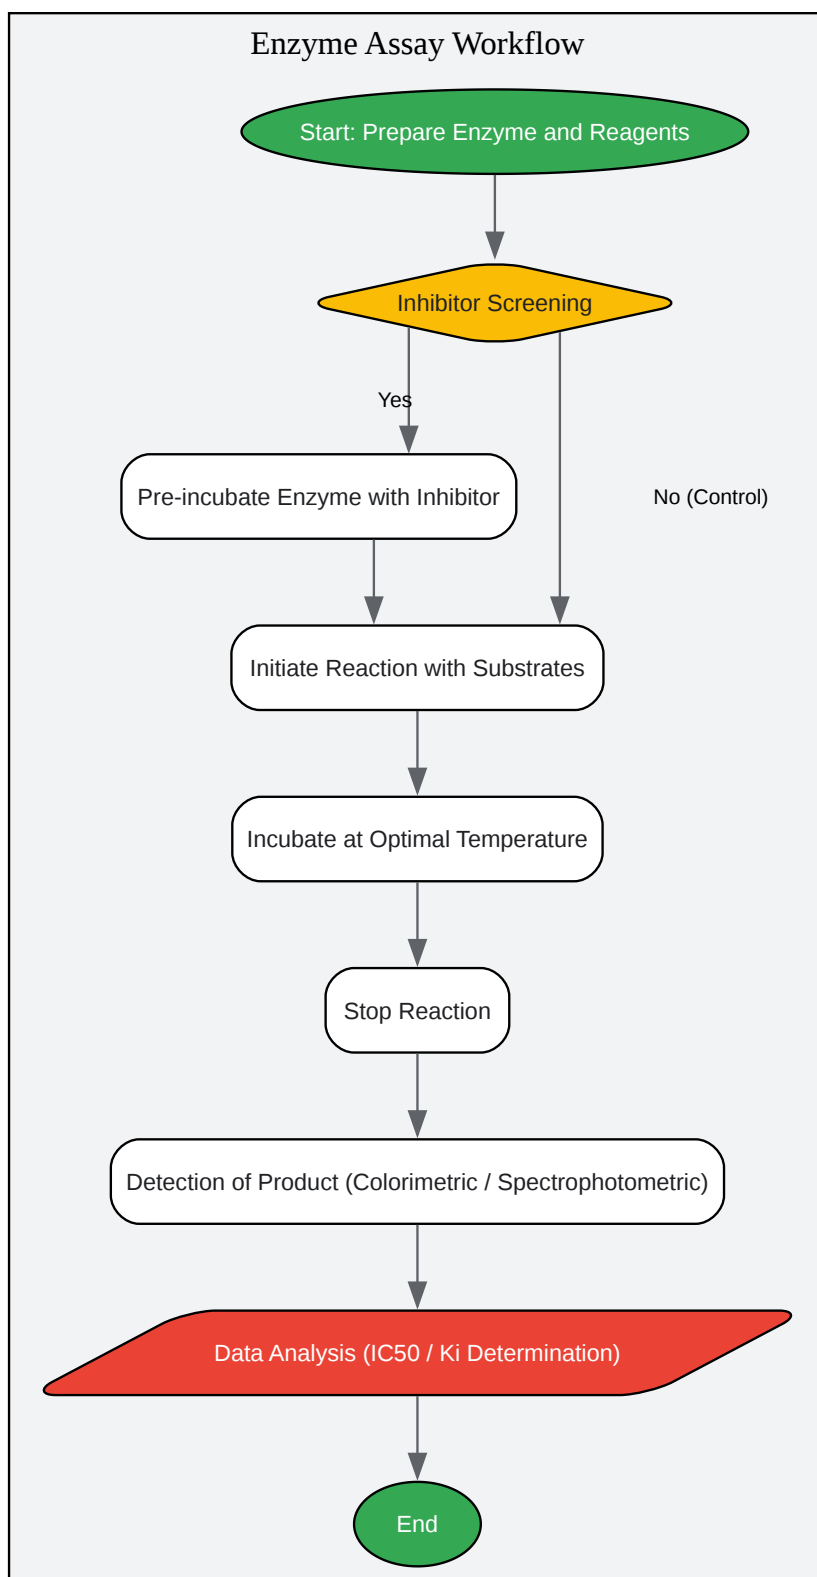 Enzyme Assay Workflow
Start: Prepare Enzyme and Reagents
Inhibitor Screening
Yes
Pre-incubate Enzyme with Inhibitor
No (Control)
Initiate Reaction with Substrates
Incubate at Optimal Temperature
Stop Reaction
Detection of Product (Colorimetric / Spectrophotometric)
Data Analysis (IC50 / Ki Determination)
End